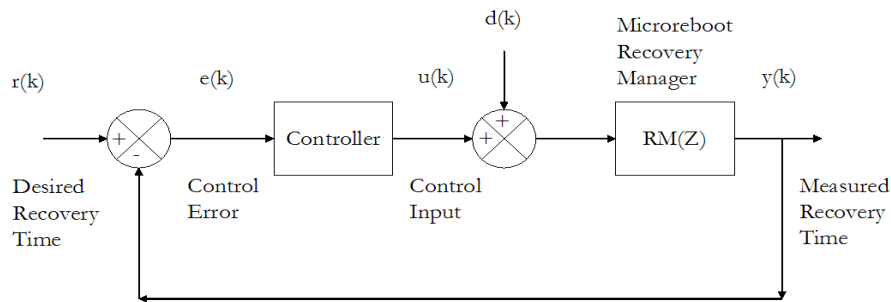 d(k)
Microreboot
Recovery
Manager
r(k)
e(k)
u(k)
y(k)
+
-
Controller
+
+
RM(Z)
Desired
Recovery
Time
Control
Error
Control
Input
Measured
Recovery
Time